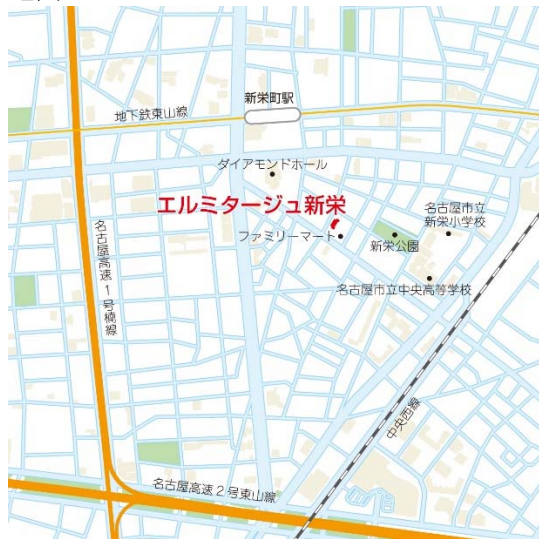 新栄町駅
地下鉄東山線
ダイアモンドホール
エルミタージュ新栄
名古屋市立
新栄小学校
ファミリーマート
新栄公園
名古屋高速1号楠線
名古屋市立中央高等学校
中央西線
名古屋高速2号東山線